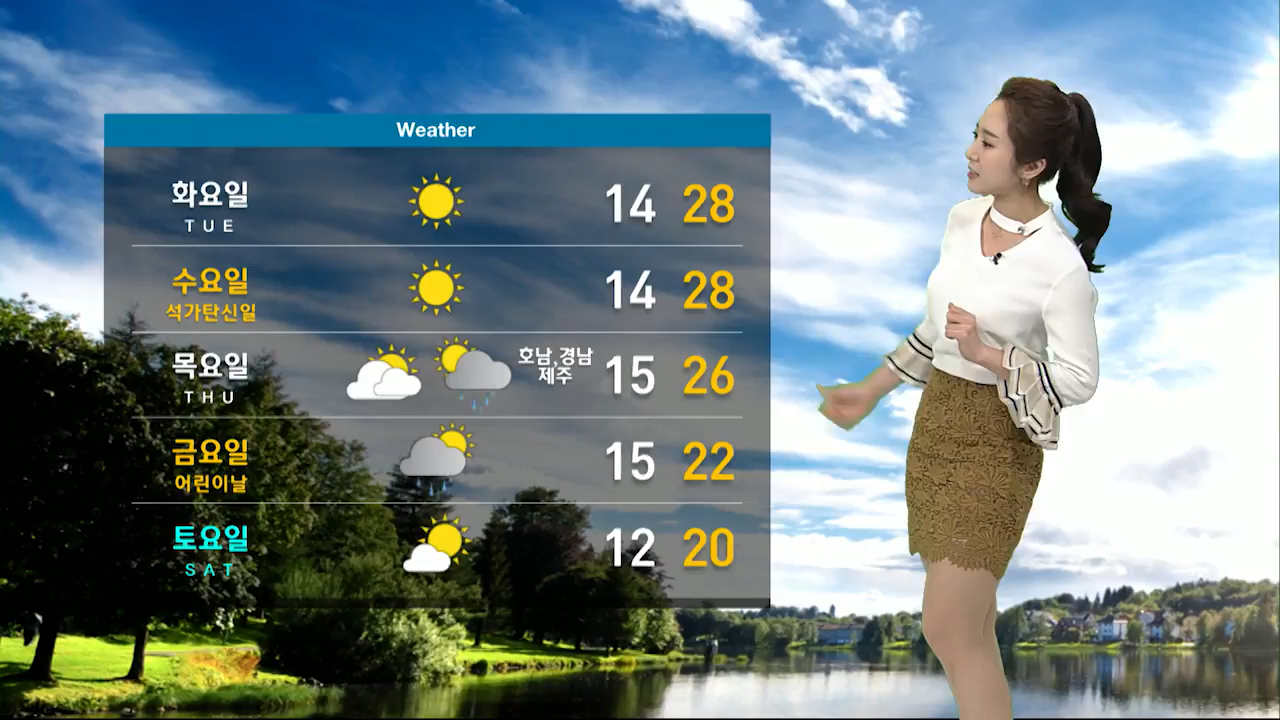 Weather
화요일
TUE
14 28
수요일
석가탄신일
14 28
목요일
THU
호남,경남
제주
15 26
금요일
어린이날
15 22
토요일
SAT
12 20